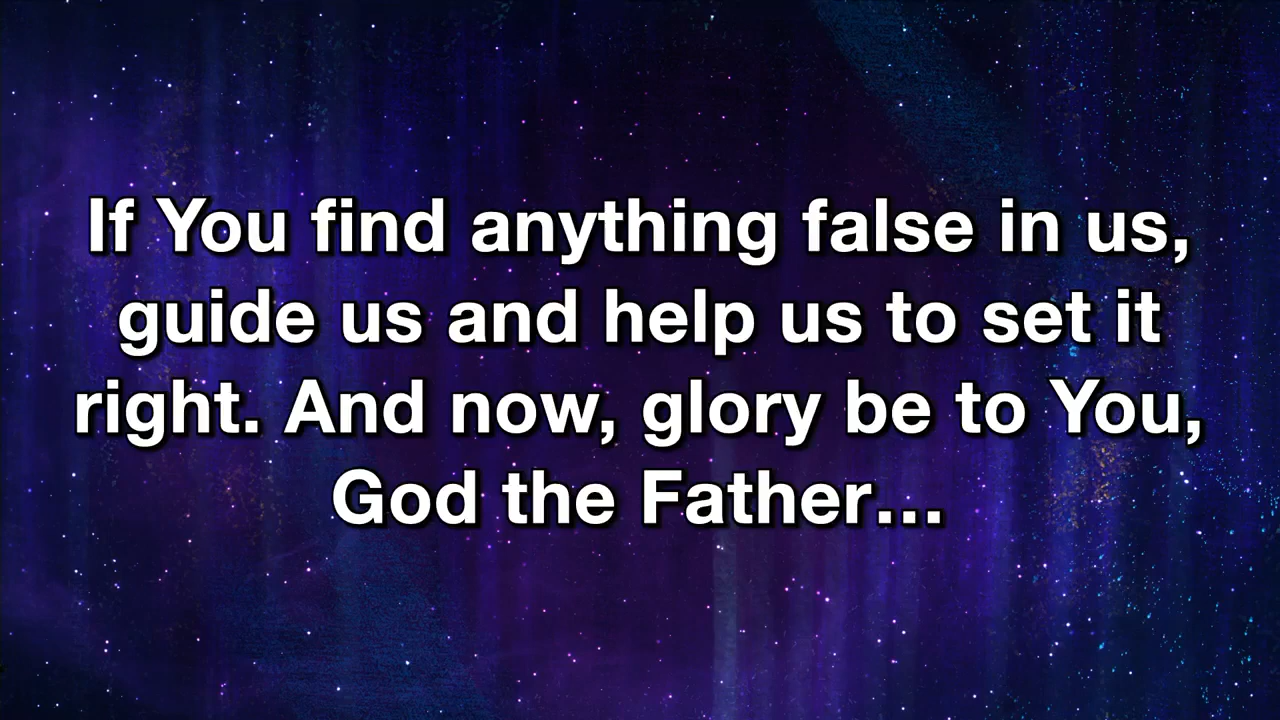 If You find anything false in us,
guide us and help us to set it
right. And now, glory be to You,
God the Father...